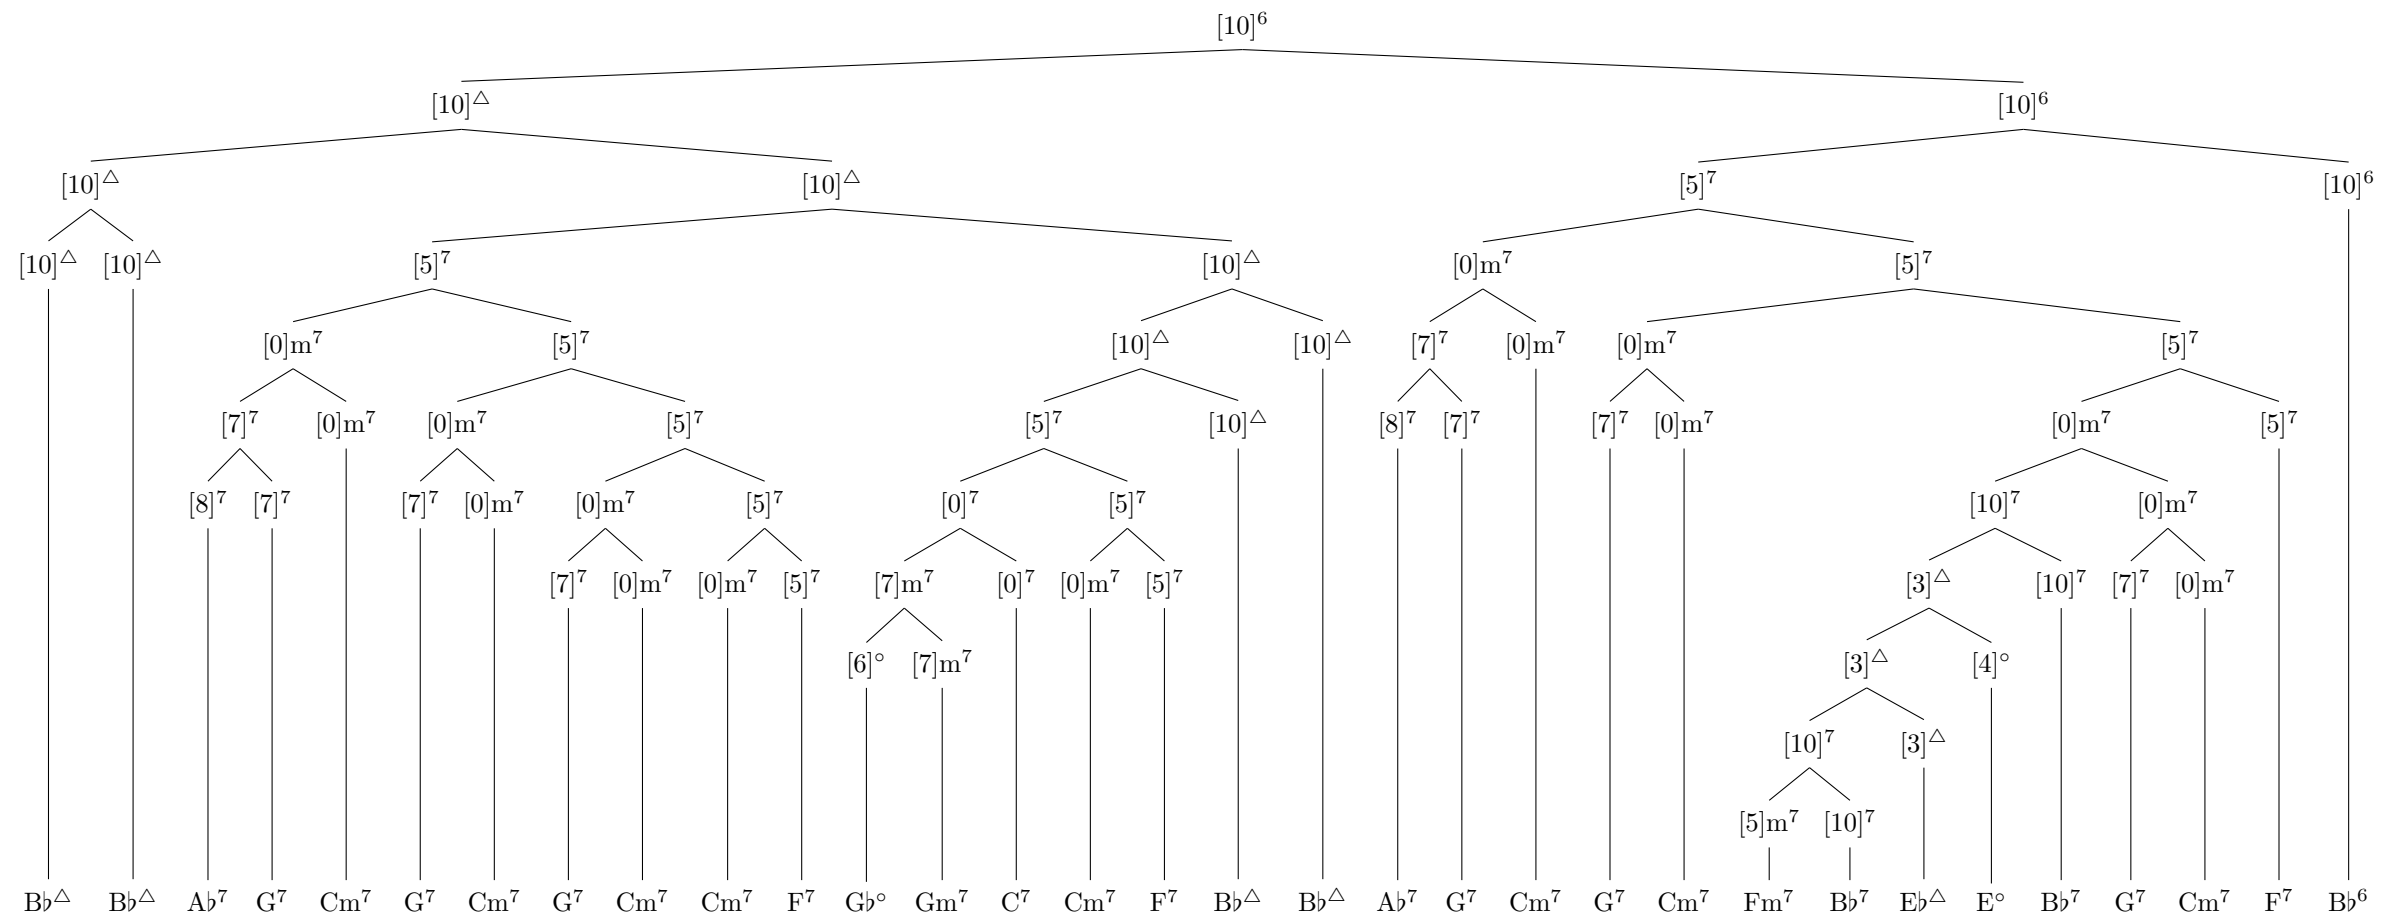 [10]⁶
[10]△ [10]⁶
[10]△ [10]△ [5]⁷ [10]⁶
[10]△ [10]△ [5]⁷ [10]△ [0]m⁷ [5]⁷
[0]m⁷ [5]⁷ [10]△ [10]△ [7]⁷ [0]m⁷ [0]m⁷ [5]⁷
[7]⁷ [0]m⁷ [0]m⁷ [5]⁷ [5]⁷ [10]△ [8]⁷ [7]⁷ [7]⁷ [0]m⁷ [0]m⁷ [5]⁷
[8]⁷ [7]⁷ [7]⁷ [0]m⁷ [0]m⁷ [5]⁷ [0]⁷ [5]⁷ [10]⁷ [0]m⁷
[7]⁷ [0]m⁷ [0]m⁷ [5]⁷ [7]m⁷ [0]⁷ [0]m⁷ [5]⁷ [3]△ [10]⁷ [7]⁷ [0]m⁷
[6]° [7]m⁷ [3]△ [4]°
[10]⁷ [3]△
[5]m⁷ [10]⁷
B♭△ B♭△ A♭⁷ G⁷ Cm⁷ G⁷ Cm⁷ G⁷ Cm⁷ Cm⁷ F⁷ G♭° Gm⁷ C⁷ Cm⁷ F⁷ B♭△ B♭△ A♭⁷ G⁷ Cm⁷ G⁷ Cm⁷ Fm⁷ B♭⁷ E♭△ E° B♭⁷ G⁷ Cm⁷ F⁷ B♭⁶